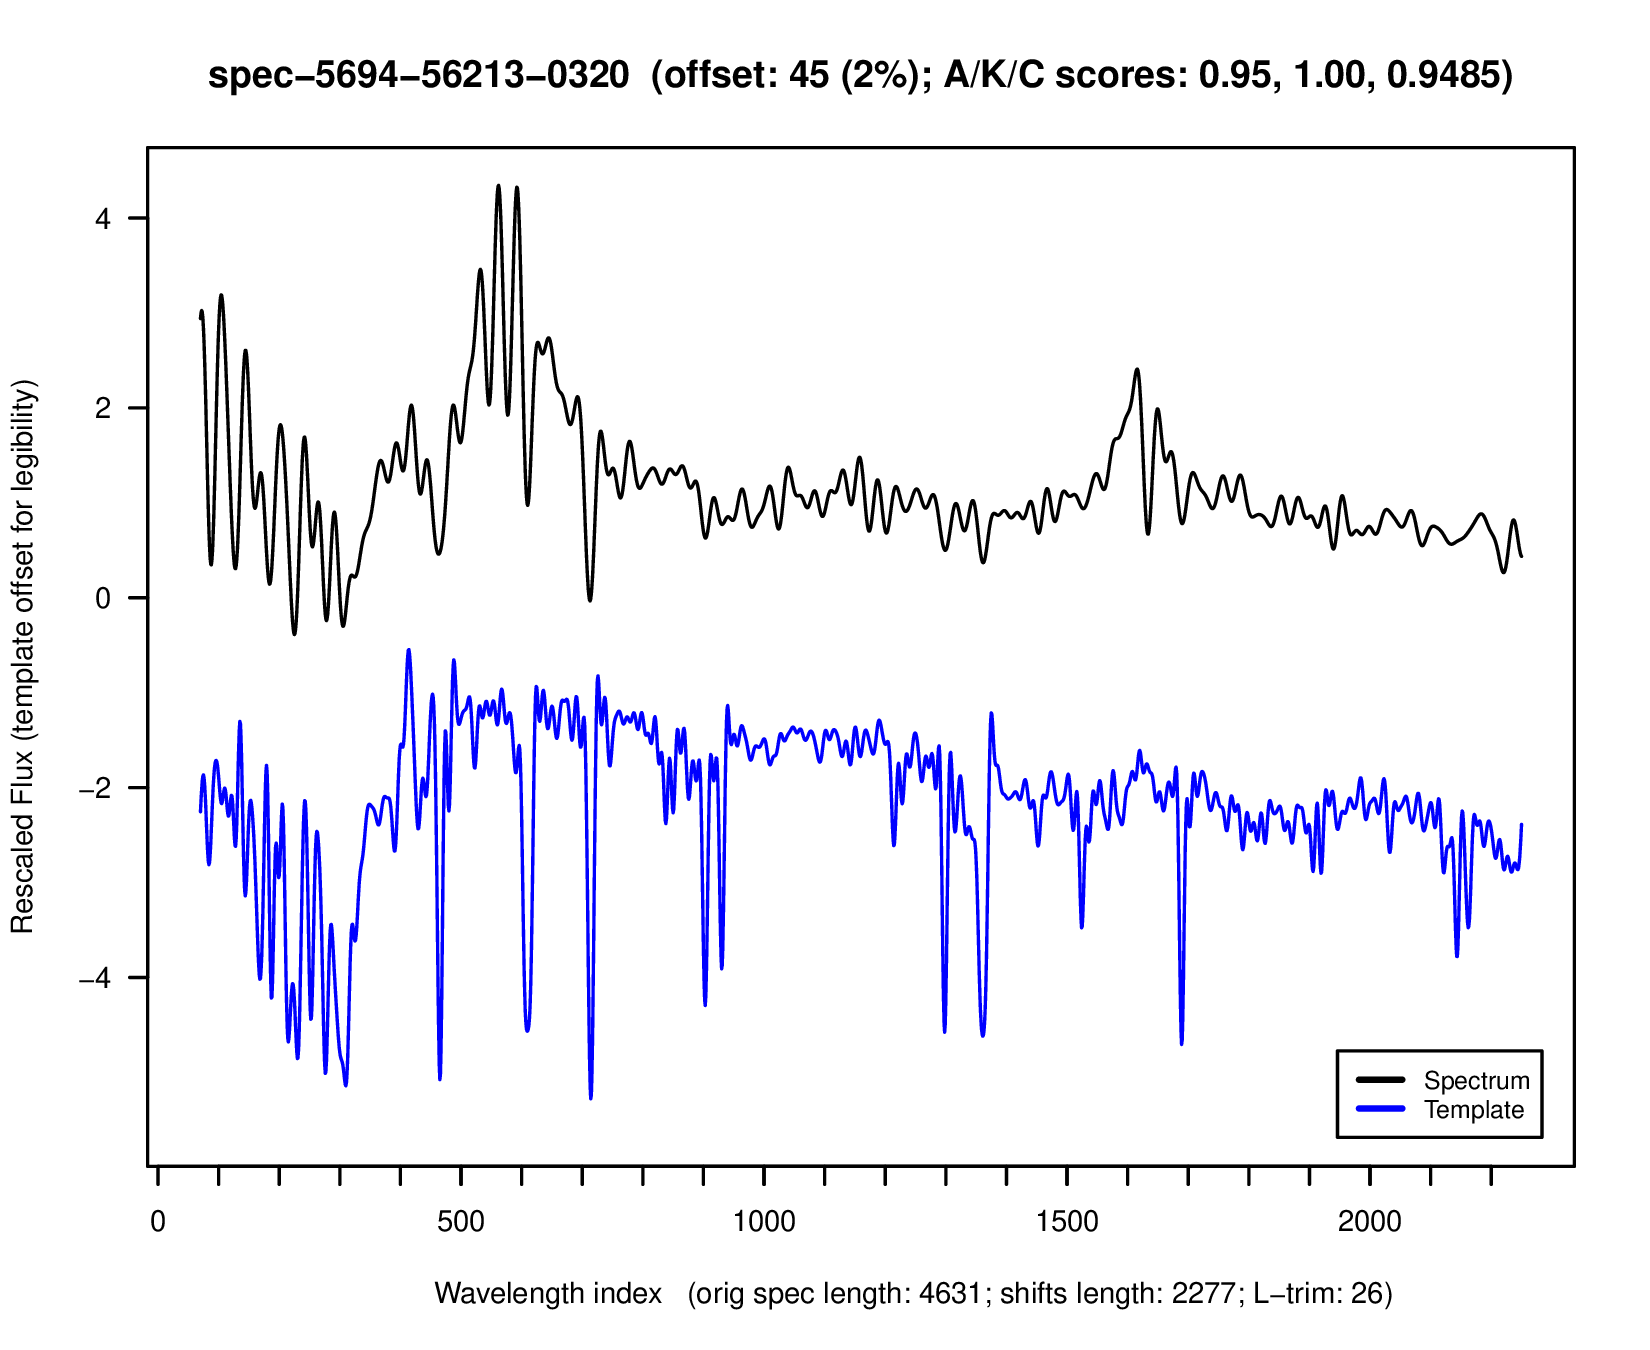 spec−5694−56213−0320  (offset: 45 (2%); A/K/C scores: 0.95, 1.00, 0.9485)
Rescaled Flux (template offset for legibility)
4
2
0
−2
−4
Spectrum
Template
0 500 1000 1500 2000
Wavelength index   (orig spec length: 4631; shifts length: 2277; L−trim: 26)